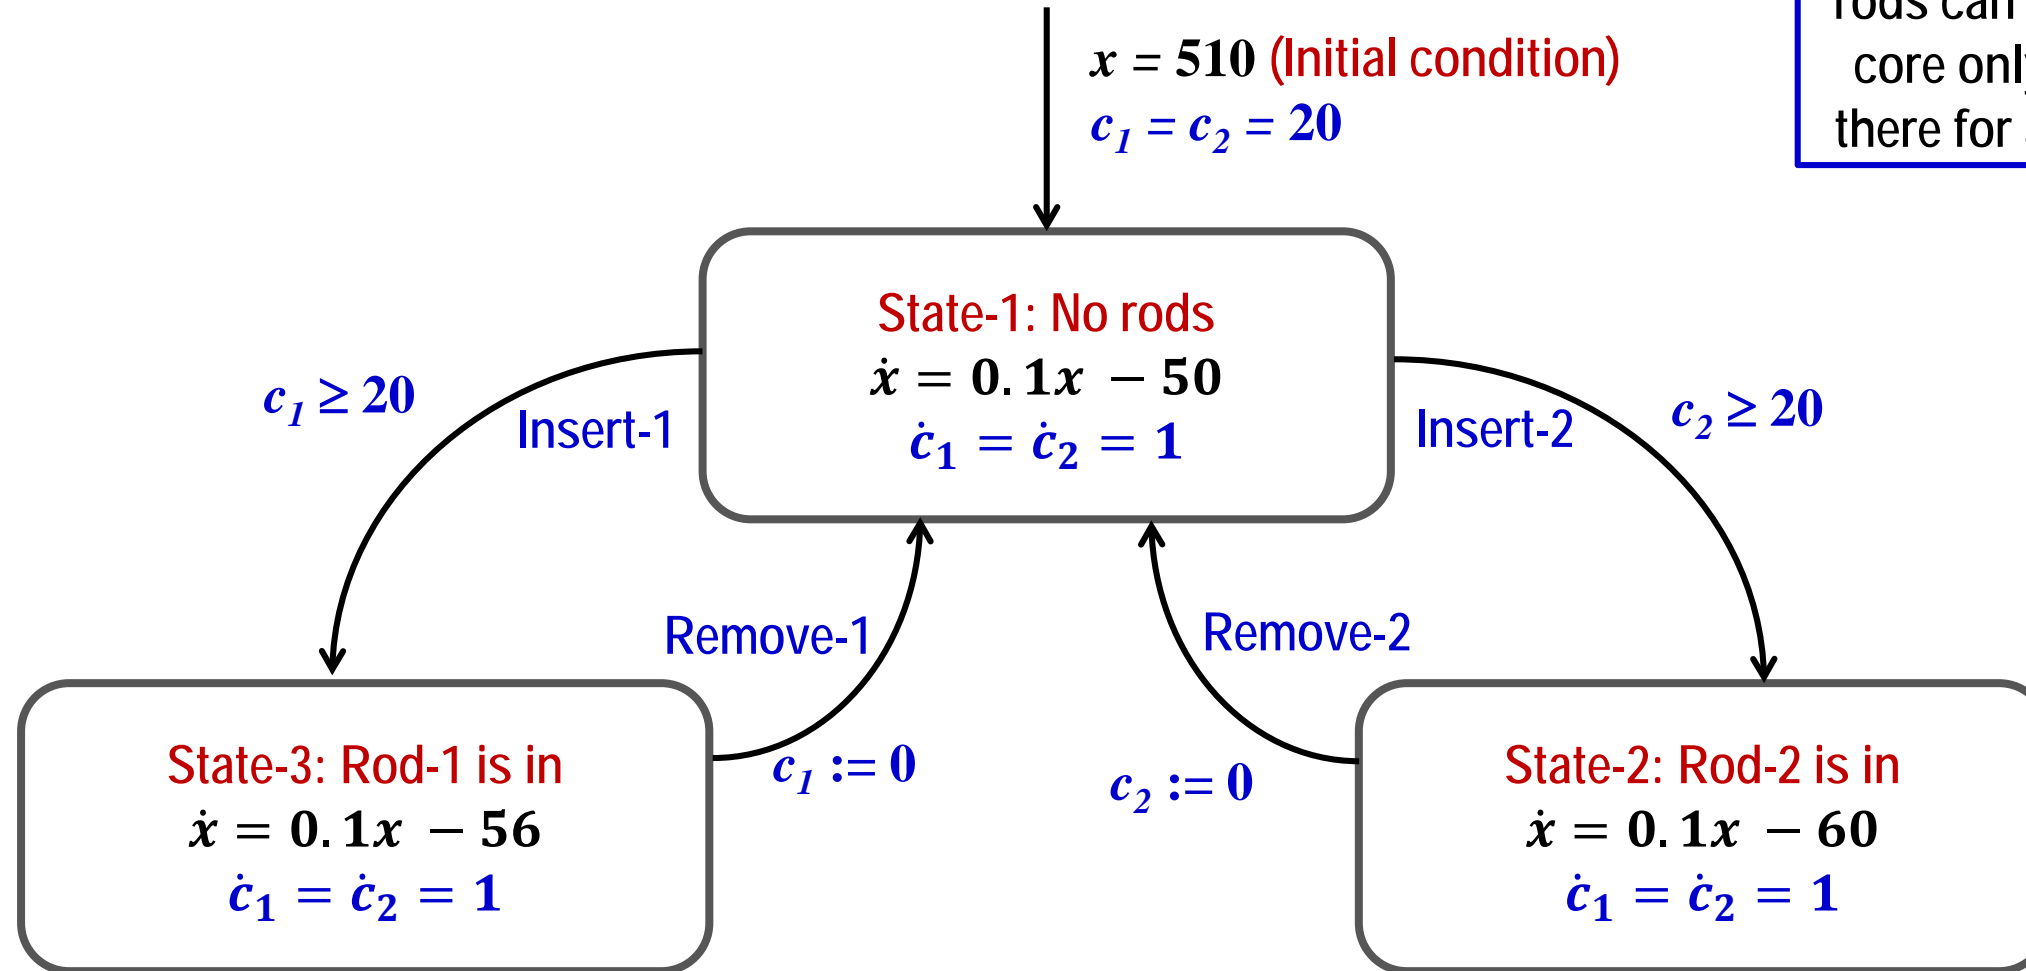 x = 510 (Initial condition)
c₁ = c₂ = 20
rods can
core only
there for
State-1: No rods
ẋ = 0.1x − 50
ċ₁ = ċ₂ = 1
c₁ ≥ 20
Insert-1
Insert-2
c₂ ≥ 20
Remove-1
Remove-2
c₁ := 0
c₂ := 0
State-3: Rod-1 is in
ẋ = 0.1x − 56
ċ₁ = ċ₂ = 1
State-2: Rod-2 is in
ẋ = 0.1x − 60
ċ₁ = ċ₂ = 1